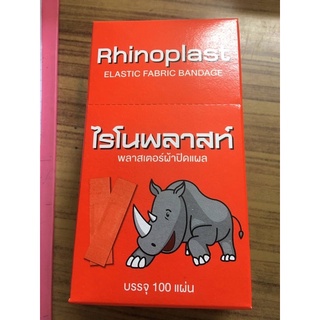 Rhinoplast
ELASTIC FABRIC BANDAGE
ไรโนพลาสท์
พลาสเตอร์ผ้าปิดแผล
บรรจุ 100 แผ่น